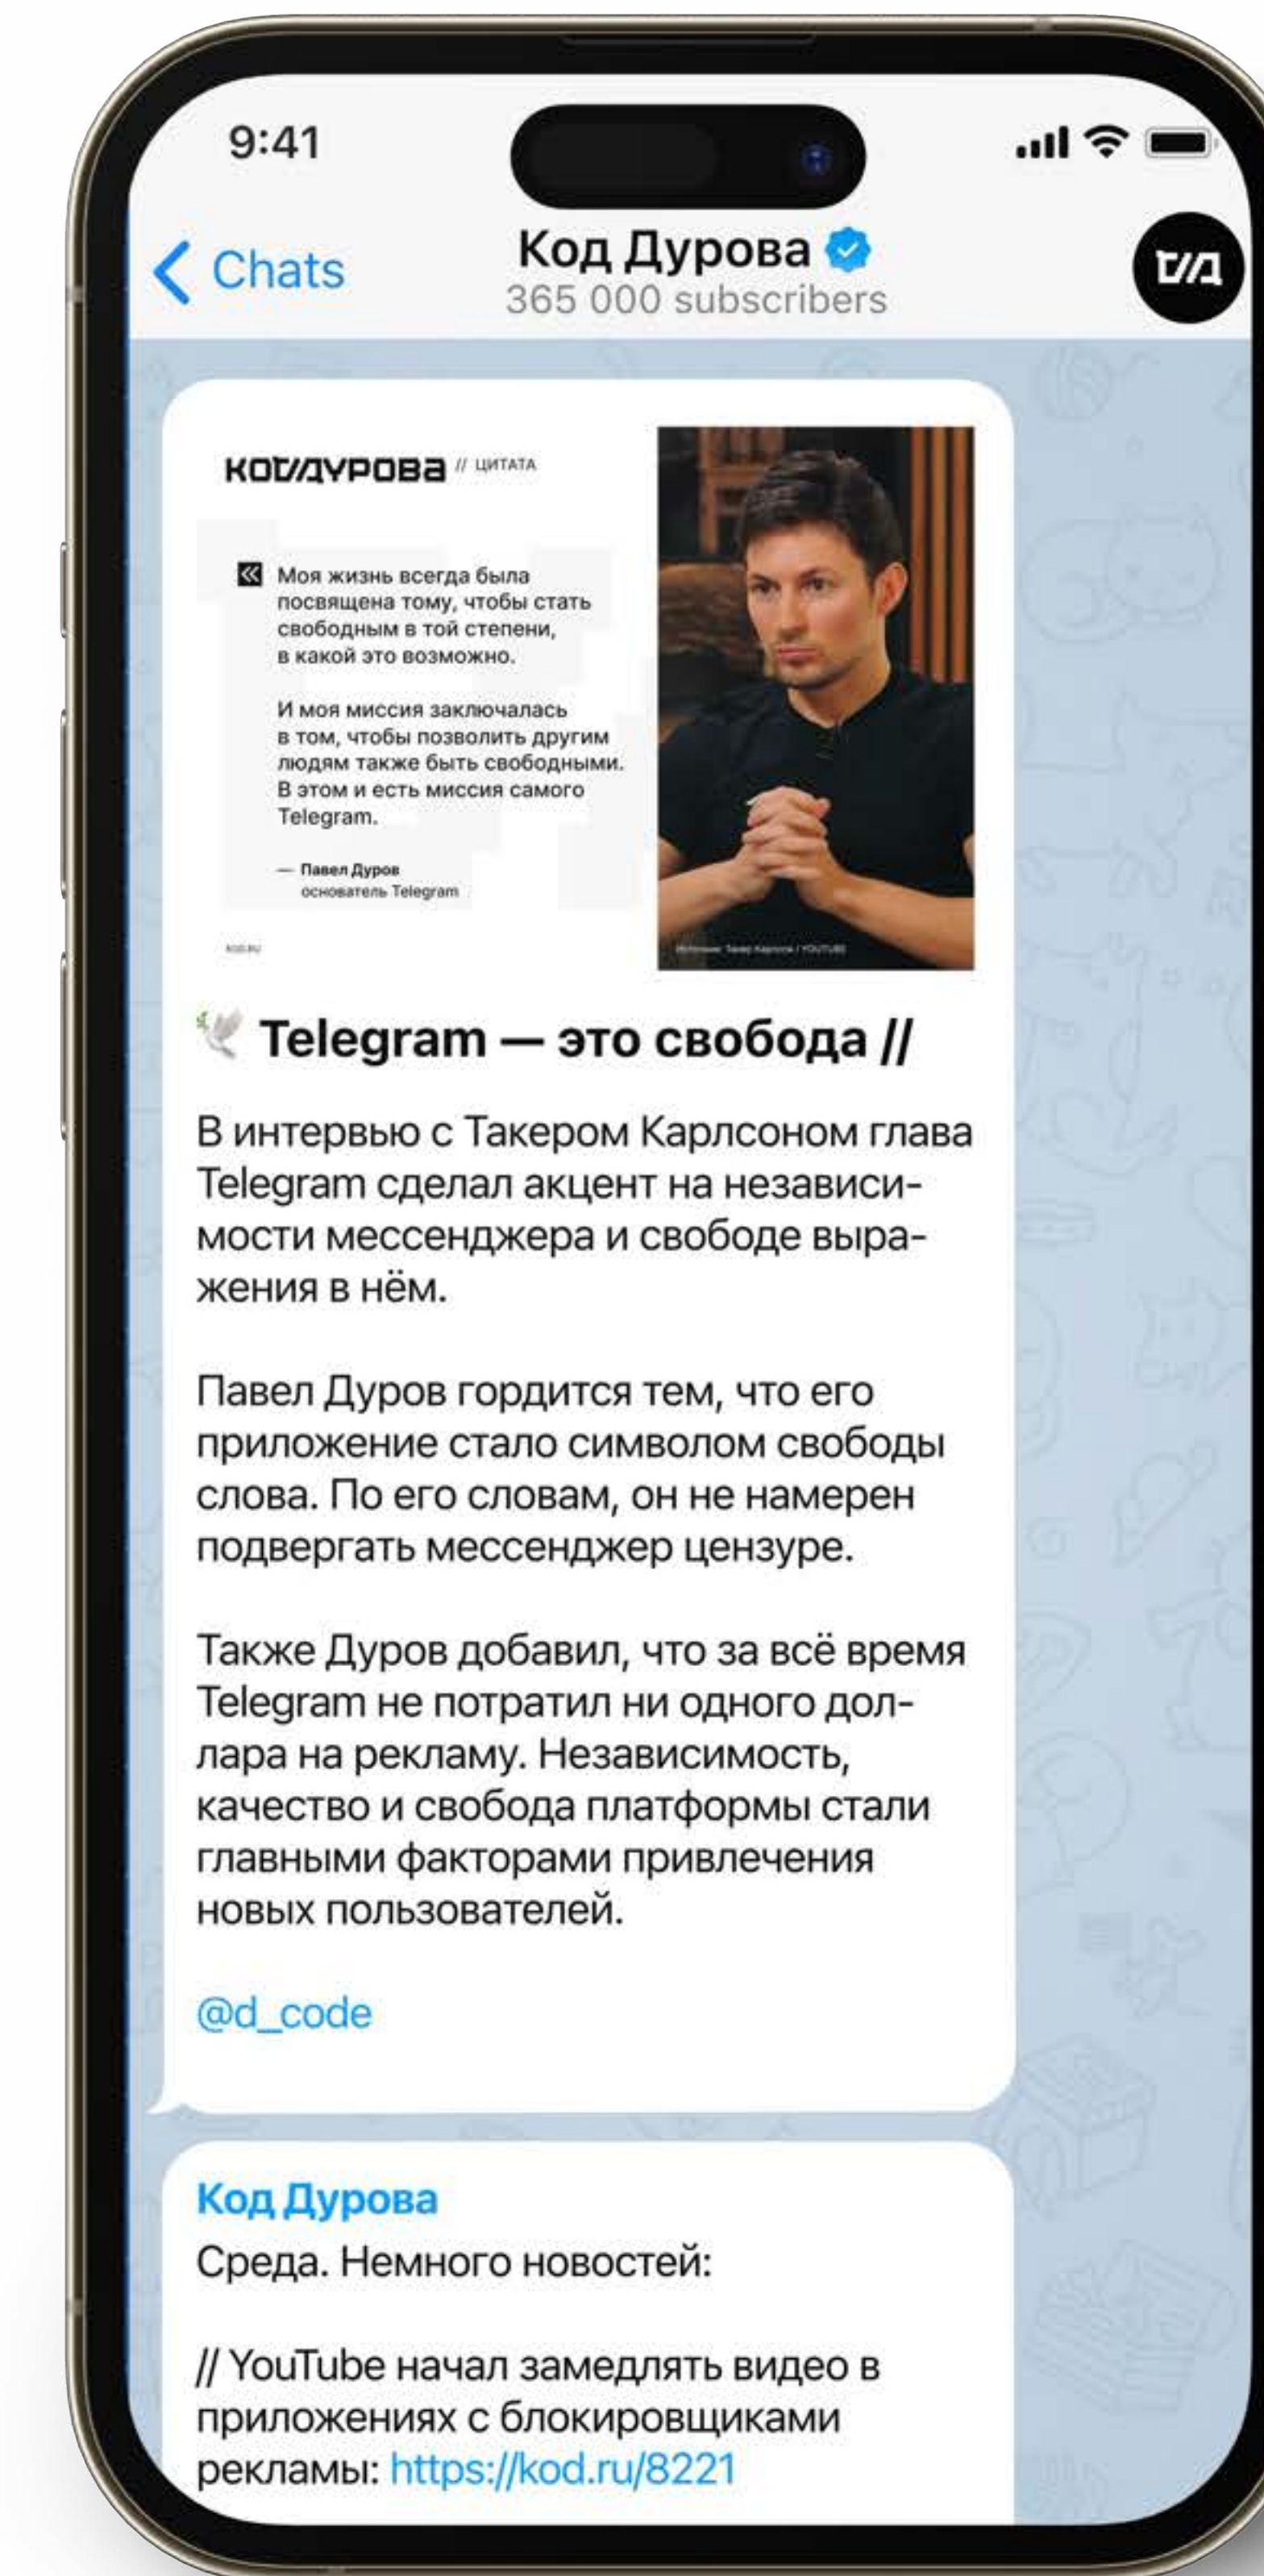 9:41
Chats
Код Дурова
365 000 subscribers
КОД/ДУРОВА // ЦИТАТА
Моя жизнь всегда была
посвящена тому, чтобы стать
свободным в той степени,
в какой это возможно.
И моя миссия заключалась
в том, чтобы позволить другим
людям также быть свободными.
В этом и есть миссия самого
Telegram.
— Павел Дуров
основатель Telegram
KOD.RU
Источник: Такер Карлсон / YOUTUBE
Telegram — это свобода //
В интервью с Такером Карлсоном глава
Telegram сделал акцент на независи-
мости мессенджера и свободе выра-
жения в нём.
Павел Дуров гордится тем, что его
приложение стало символом свободы
слова. По его словам, он не намерен
подвергать мессенджер цензуре.
Также Дуров добавил, что за всё время
Telegram не потратил ни одного дол-
лара на рекламу. Независимость,
качество и свобода платформы стали
главными факторами привлечения
новых пользователей.
@d_code
Код Дурова
Среда. Немного новостей:
// YouTube начал замедлять видео в
приложениях с блокировщиками
рекламы: https://kod.ru/8221